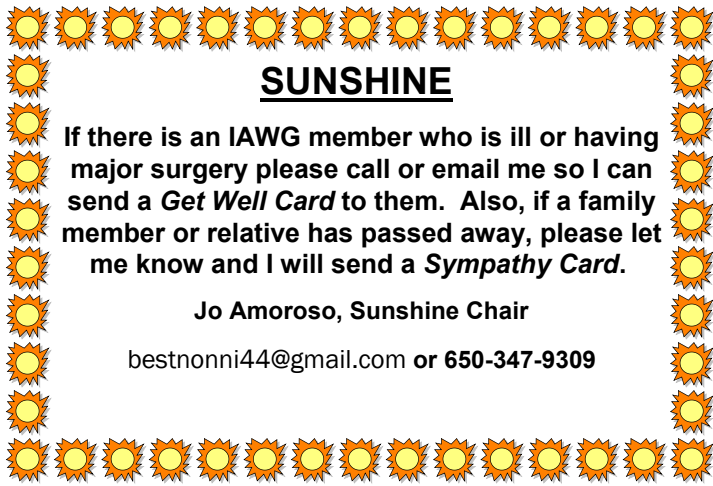 SUNSHINE
If there is an IAWG member who is ill or having
major surgery please call or email me so I can
send a Get Well Card to them.  Also, if a family
member or relative has passed away, please let
me know and I will send a Sympathy Card.
Jo Amoroso, Sunshine Chair
bestnonni44@gmail.com or 650-347-9309